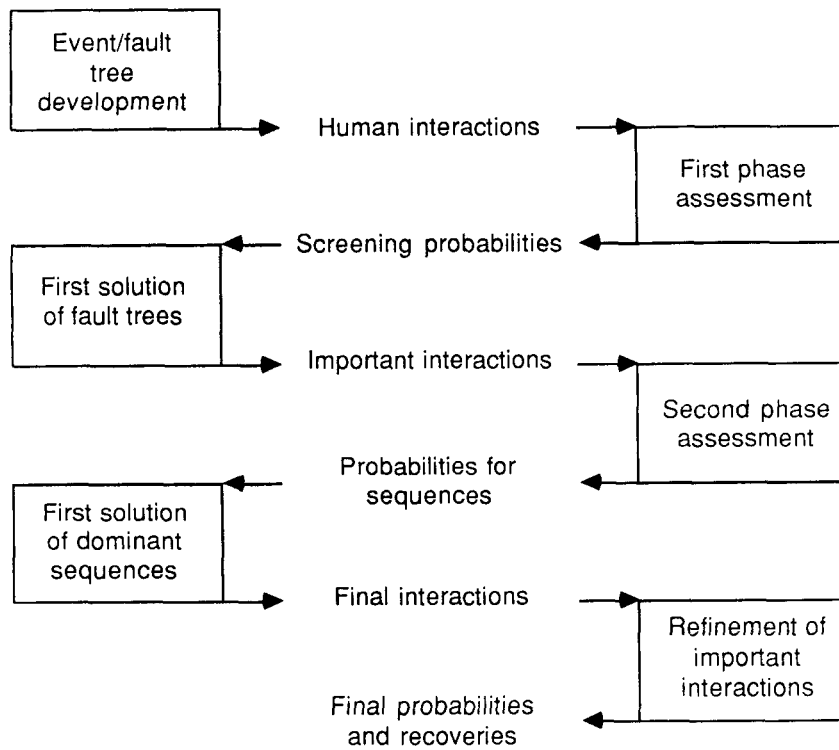 Event/fault
tree
development
Human interactions
First phase
assessment
Screening probabilities
First solution
of fault trees
Important interactions
Second phase
assessment
Probabilities for
sequences
First solution
of dominant
sequences
Final interactions
Refinement of
important
interactions
Final probabilities
and recoveries